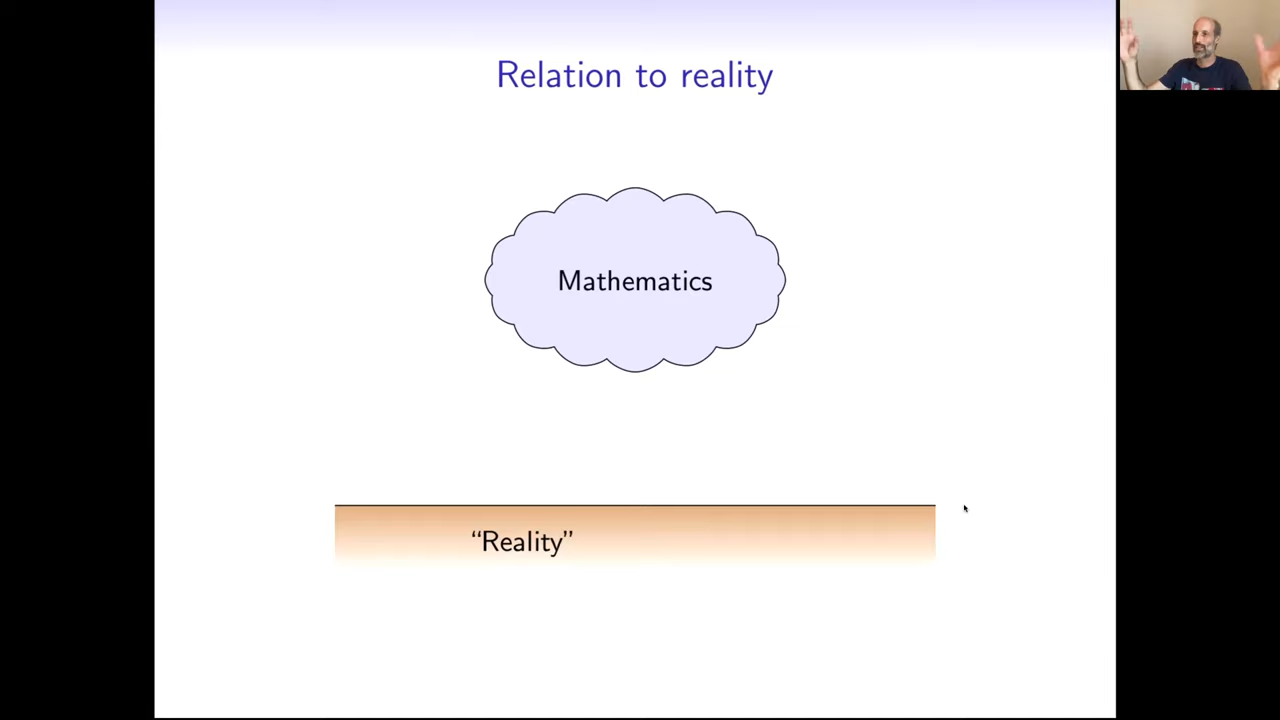 Relation to reality
Mathematics
“Reality”